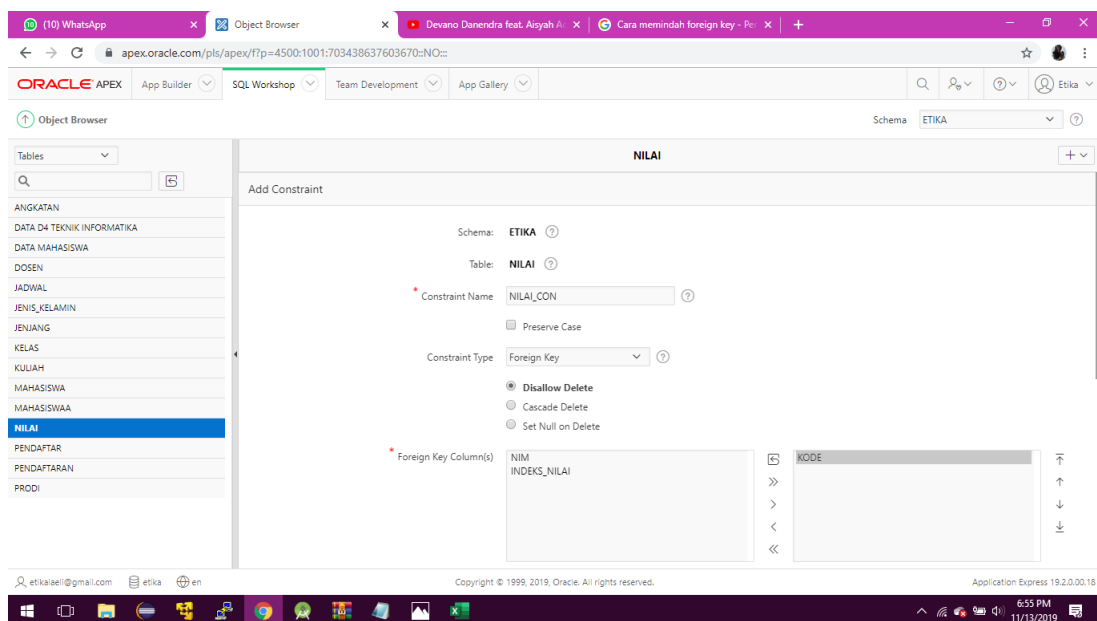 (10) WhatsApp
Object Browser
Devano Danendra feat. Aisyah A
Cara memindah foreign key - Pe
apex.oracle.com/pls/apex/f?p=4500:1001:703438637603670::NO:::
ORACLE APEX
App Builder
SQL Workshop
Team Development
App Gallery
Etika
Object Browser
Schema
ETIKA
Tables
NILAI
Add Constraint
ANGKATAN
DATA D4 TEKNIK INFORMATIKA
DATA MAHASISWA
DOSEN
JADWAL
JENIS_KELAMIN
JENJANG
KELAS
KULIAH
MAHASISWA
MAHASISWAA
NILAI
PENDAFTAR
PENDAFTARAN
PRODI
Schema: ETIKA
Table: NILAI
* Constraint Name NILAI_CON
Preserve Case
Constraint Type Foreign Key
Disallow Delete
Cascade Delete
Set Null on Delete
* Foreign Key Column(s)
NIM
INDEKS_NILAI
KODE
etikalaeli@gmail.com
etika
en
Copyright © 1999, 2019, Oracle. All rights reserved.
Application Express 19.2.0.00.18
6:55 PM
11/13/2019